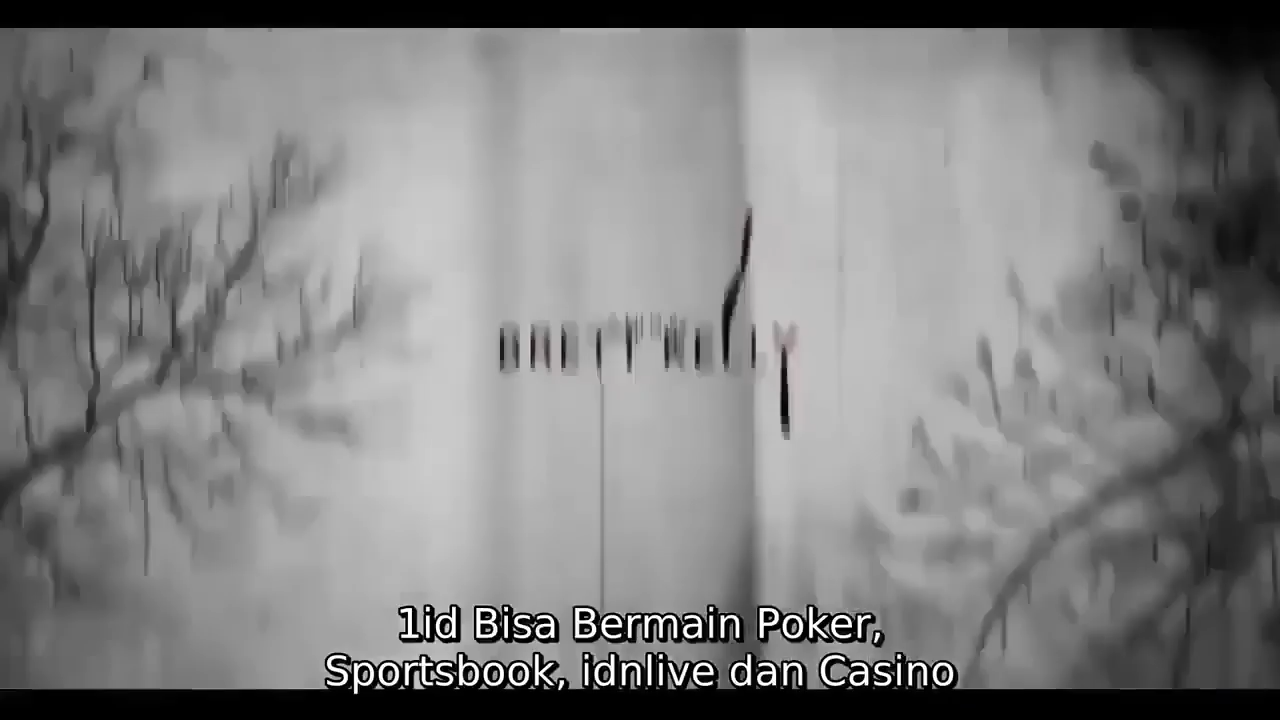 1id Bisa Bermain Poker,
Sportsbook, idnlive dan Casino